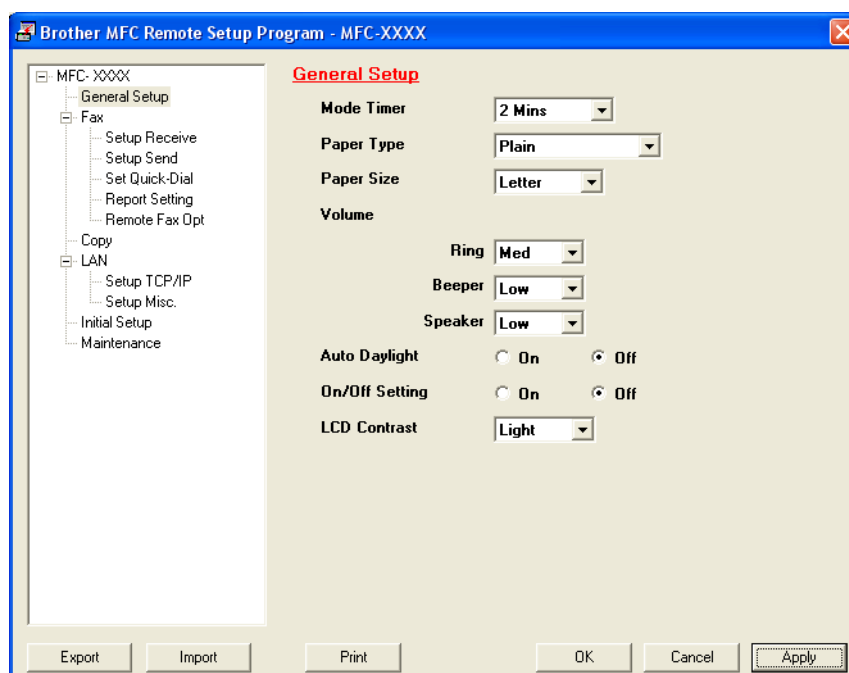 Brother MFC Remote Setup Program - MFC-XXXX
MFC- XXXX
General Setup
Fax
Setup Receive
Setup Send
Set Quick-Dial
Report Setting
Remote Fax Opt
Copy
LAN
Setup TCP/IP
Setup Misc.
Initial Setup
Maintenance
General Setup
Mode Timer 2 Mins
Paper Type Plain
Paper Size Letter
Volume
Ring Med
Beeper Low
Speaker Low
Auto Daylight On Off
On/Off Setting On Off
LCD Contrast Light
Export Import Print OK Cancel Apply